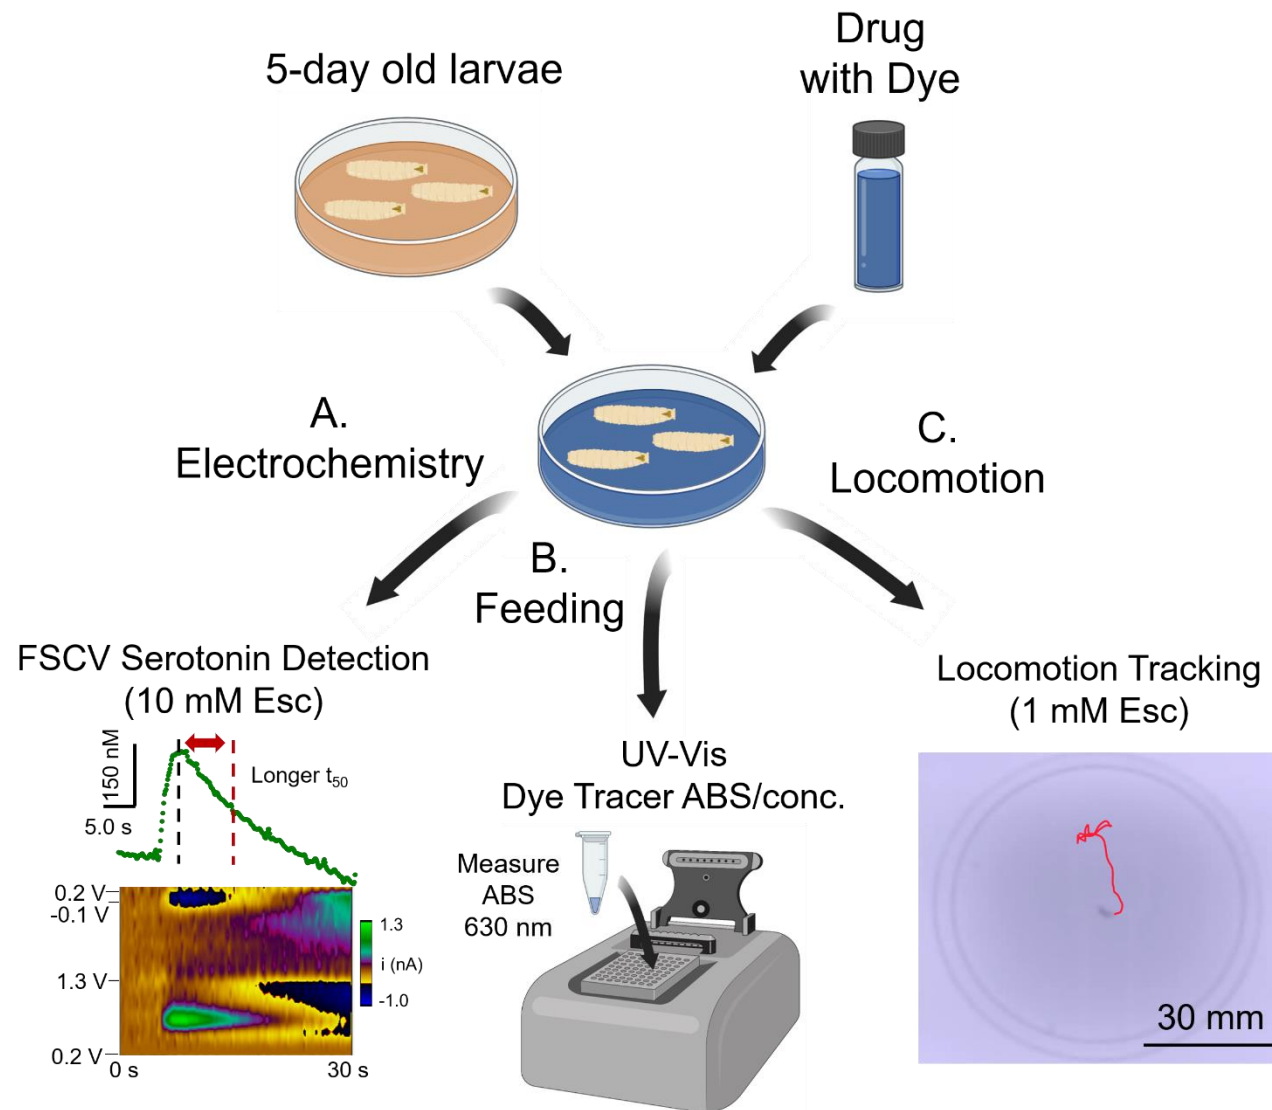 5-day old larvae
Drug
with Dye
A.
Electrochemistry
B.
Feeding
C.
Locomotion
FSCV Serotonin Detection
(10 mM Esc)
150 nM
5.0 s
Longer t₅₀
0.2 V
-0.1 V
1.3 V
0.2 V
0 s
30 s
1.3
i (nA)
-1.0
UV-Vis
Dye Tracer ABS/conc.
Measure
ABS
630 nm
Locomotion Tracking
(1 mM Esc)
30 mm